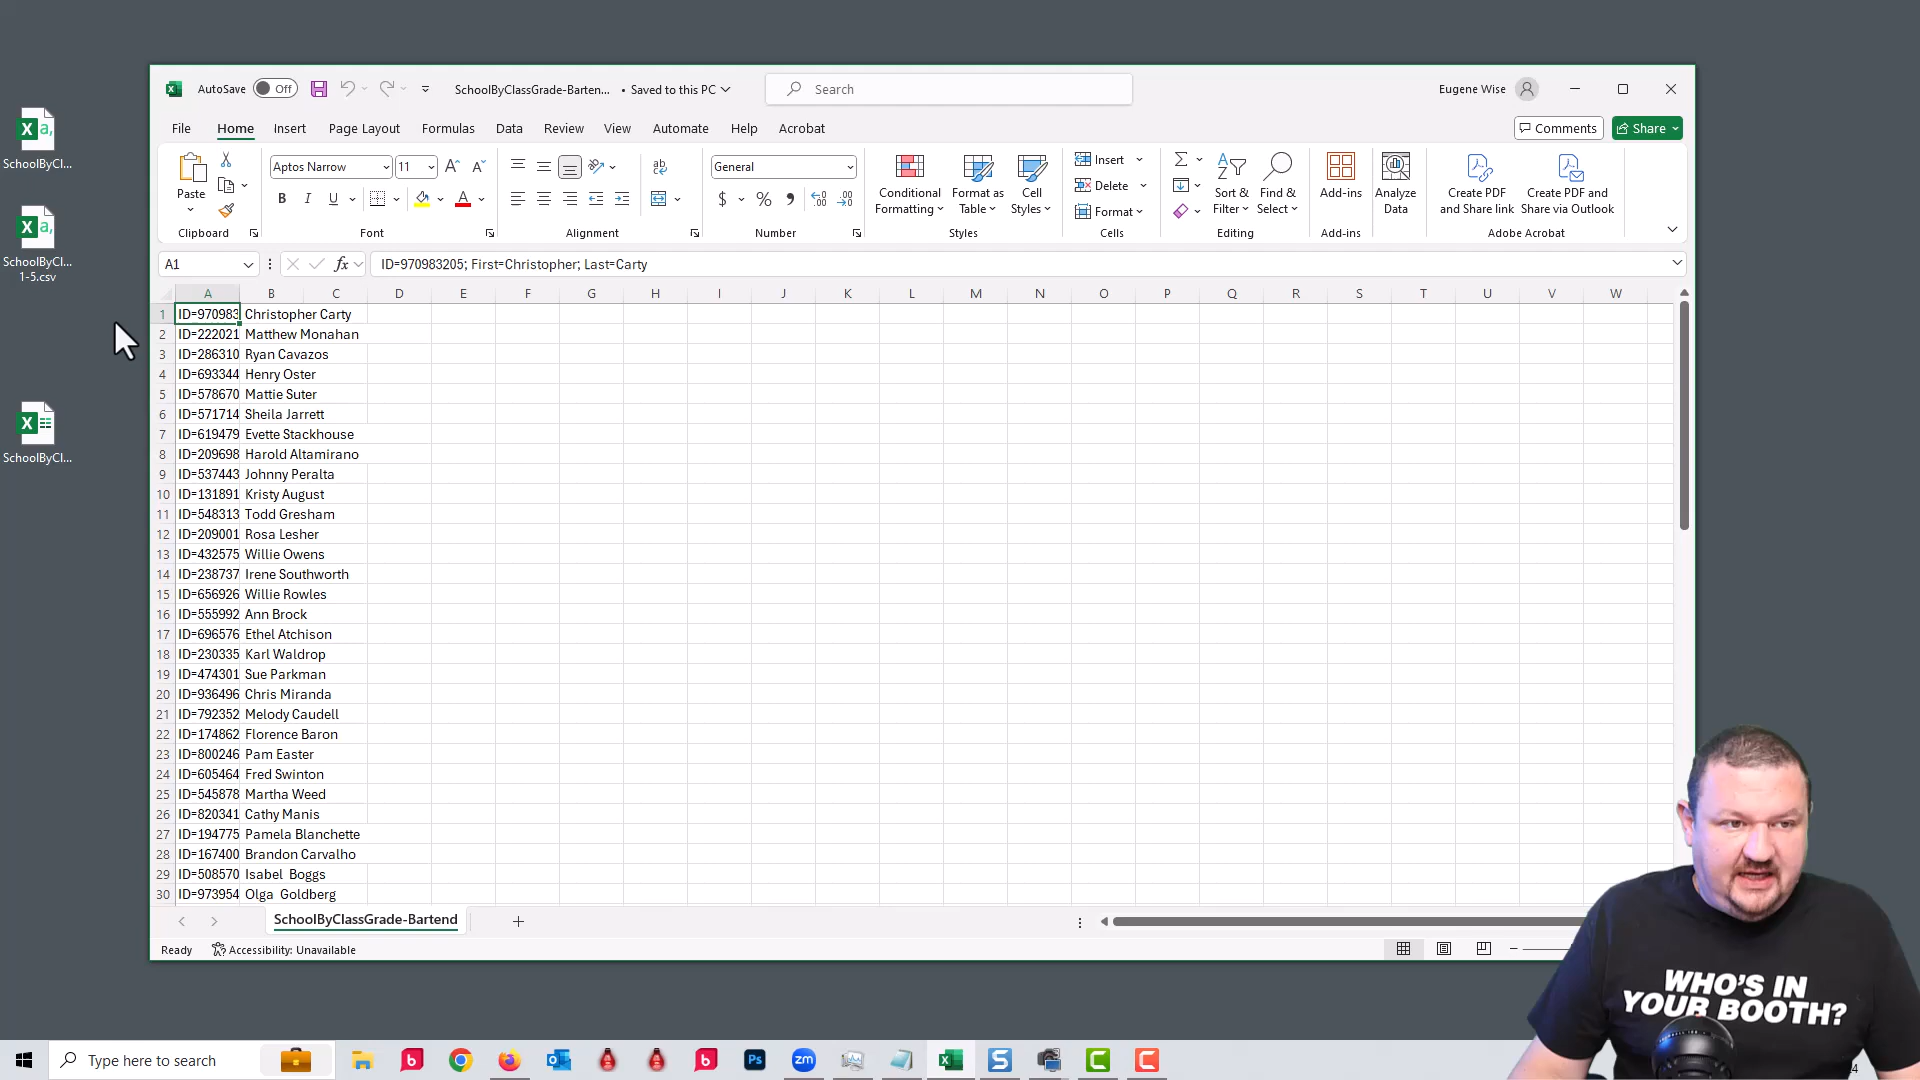 AutoSave Off SchoolByClassGrade-Barten... • Saved to this PC Search Eugene Wise
File Home Insert Page Layout Formulas Data Review View Automate Help Acrobat Comments Share
Paste Aptos Narrow 11 General Conditional Formatting Format as Table Cell Styles Insert Delete Format Sort & Filter Find & Select Add-ins Analyze Data Create PDF and Share link Create PDF and Share via Outlook
Clipboard Font Alignment Number Styles Cells Editing Add-ins Adobe Acrobat
A1 fx ID=970983205; First=Christopher; Last=Carty
A B C D E F G H I J K L M N O P Q R S T U V W
1 ID=970983 Christopher Carty
2 ID=222021 Matthew Monahan
3 ID=286310 Ryan Cavazos
4 ID=693344 Henry Oster
5 ID=578670 Mattie Suter
6 ID=571714 Sheila Jarrett
7 ID=619479 Evette Stackhouse
8 ID=209698 Harold Altamirano
9 ID=537443 Johnny Peralta
10 ID=131891 Kristy August
11 ID=548313 Todd Gresham
12 ID=209001 Rosa Lesher
13 ID=432575 Willie Owens
14 ID=238737 Irene Southworth
15 ID=656926 Willie Rowles
16 ID=555992 Ann Brock
17 ID=696576 Ethel Atchison
18 ID=230335 Karl Waldrop
19 ID=474301 Sue Parkman
20 ID=936496 Chris Miranda
21 ID=792352 Melody Caudell
22 ID=174862 Florence Baron
23 ID=800246 Pam Easter
24 ID=605464 Fred Swinton
25 ID=545878 Martha Weed
26 ID=820341 Cathy Manis
27 ID=194775 Pamela Blanchette
28 ID=167400 Brandon Carvalho
29 ID=508570 Isabel Boggs
30 ID=973954 Olga Goldberg
SchoolByClassGrade-Bartend
Ready Accessibility: Unavailable
SchoolByCl...
SchoolByCl...
1-5.csv
SchoolByCl...
WHO'S IN
YOUR BOOTH?
Type here to search